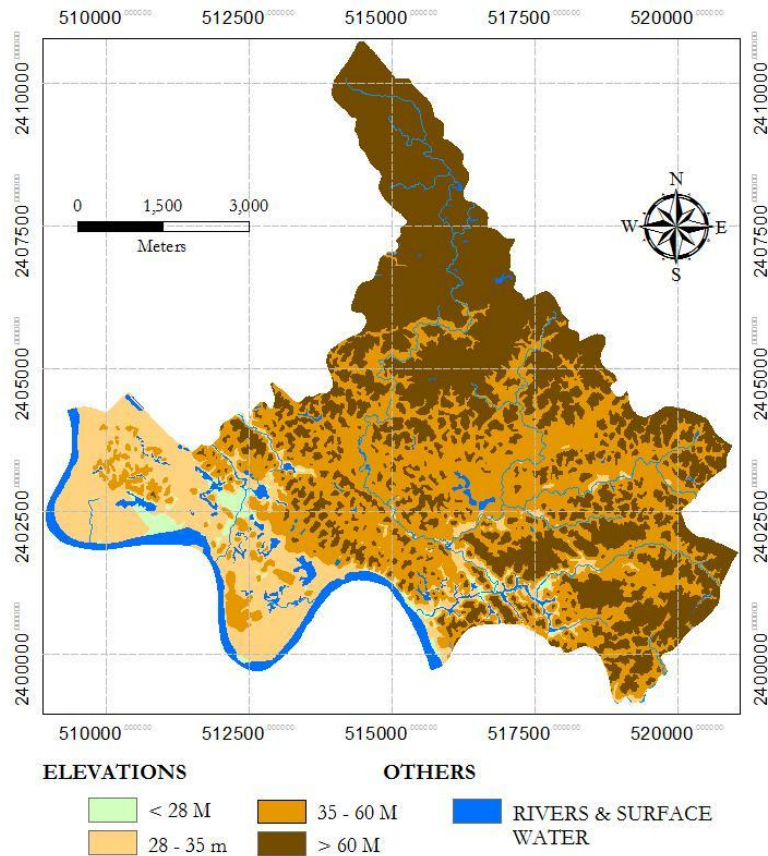 510000 512500 515000 517500 520000
2410000 2410000
N
W E
S
0 1,500 3,000
Meters
2407500 2407500
2405000 2405000
2402500 2402500
2400000 2400000
510000 512500 515000 517500 520000
ELEVATIONS OTHERS
< 28 M 35 - 60 M RIVERS & SURFACE
28 - 35 m > 60 M WATER